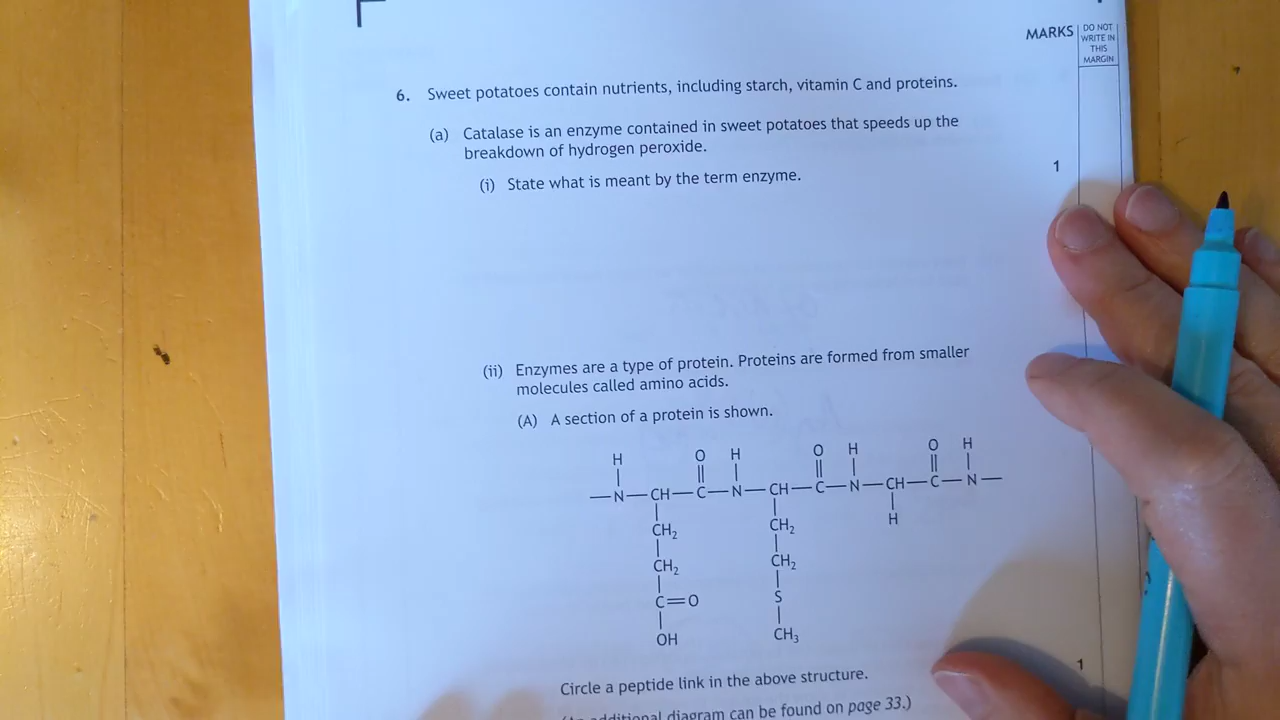 MARKS
DO NOT
WRITE IN
THIS
MARGIN
6. Sweet potatoes contain nutrients, including starch, vitamin C and proteins.
(a) Catalase is an enzyme contained in sweet potatoes that speeds up the
breakdown of hydrogen peroxide.
(i) State what is meant by the term enzyme.
1
(ii) Enzymes are a type of protein. Proteins are formed from smaller
molecules called amino acids.
(A) A section of a protein is shown.
H O H O H O H
—N—CH—C—N—CH—C—N—CH—C—N—
CH₂ CH₂ H
CH₂ CH₂
C=O S
OH CH₃
Circle a peptide link in the above structure.
1
additional diagram can be found on page 33.)